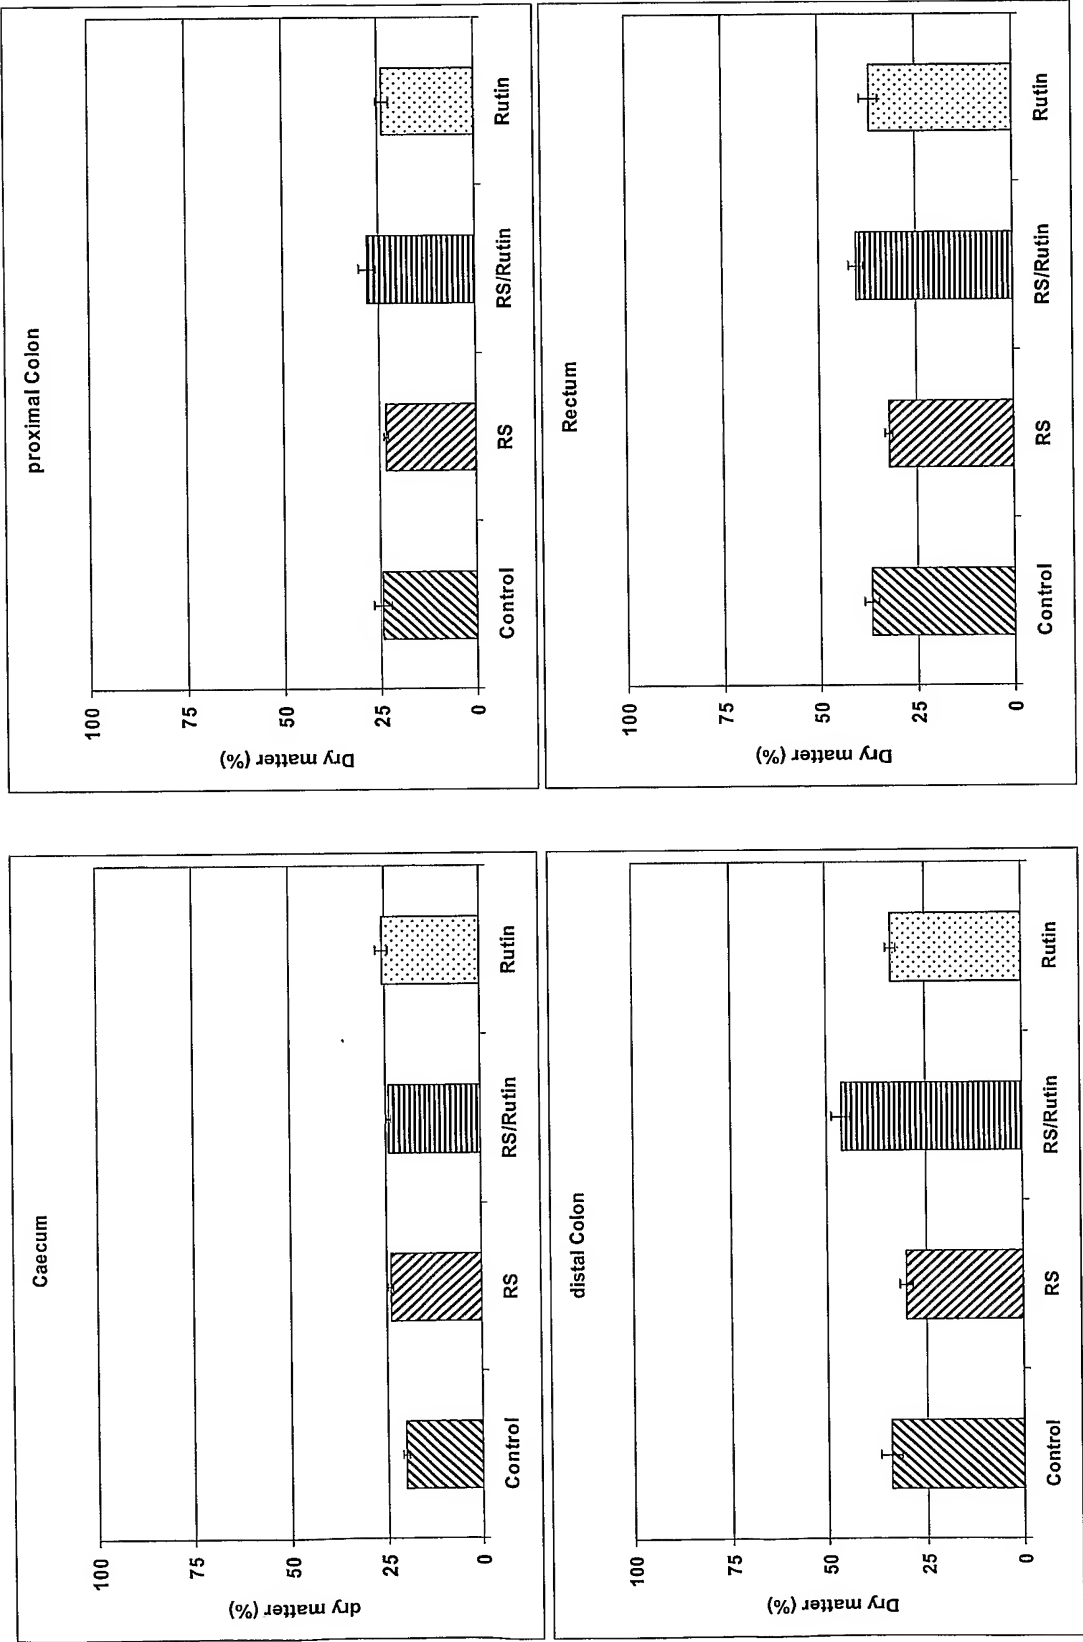 Caecum
dry matter (%)
100
75
50
25
0
Control
RS
RS/Rutin
Rutin
proximal Colon
Dry matter (%)
100
75
50
25
0
Control
RS
RS/Rutin
Rutin
distal Colon
Dry matter (%)
100
75
50
25
0
Control
RS
RS/Rutin
Rutin
Rectum
Dry matter (%)
100
75
50
25
0
Control
RS
RS/Rutin
Rutin